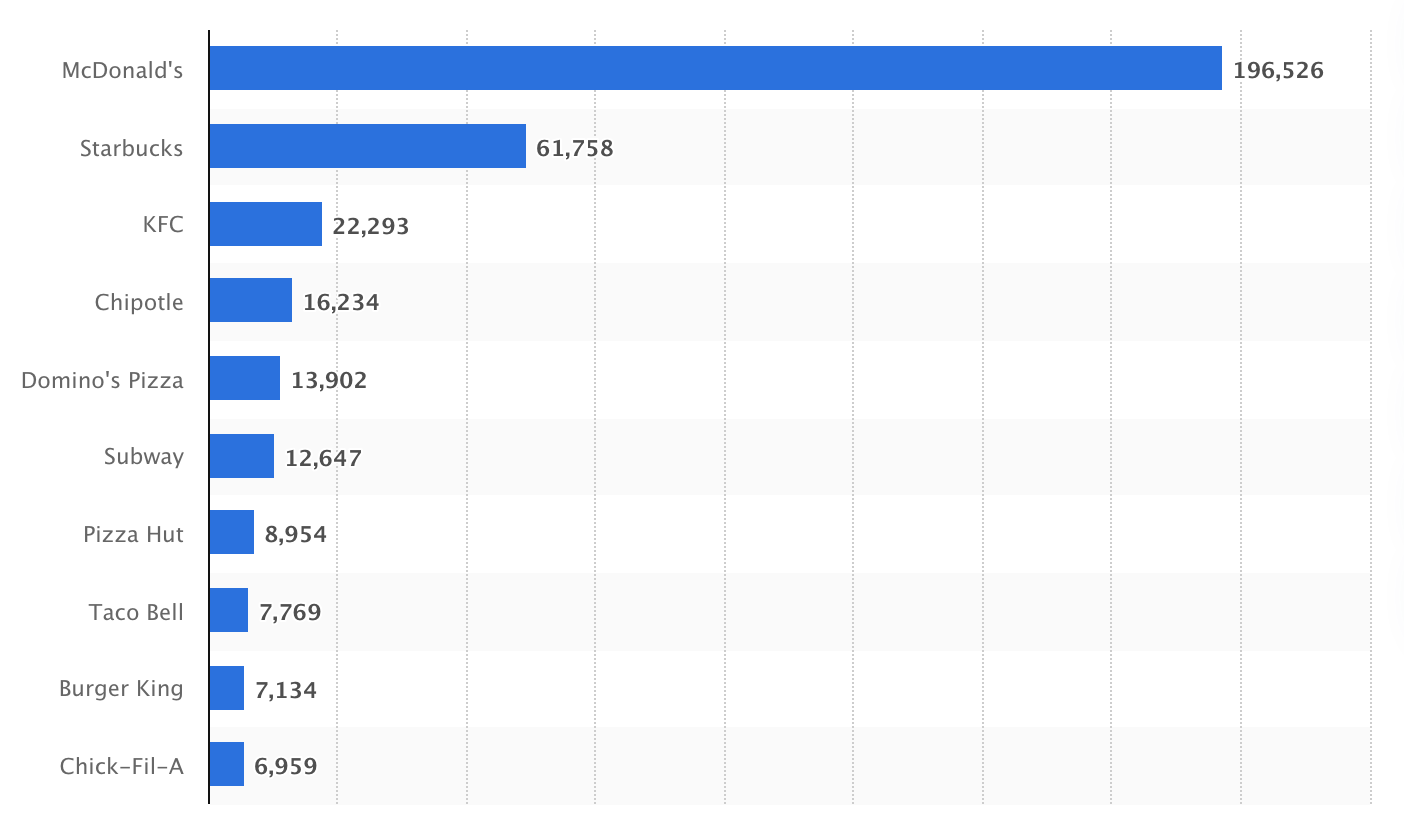 McDonald's 196,526
Starbucks 61,758
KFC 22,293
Chipotle 16,234
Domino's Pizza 13,902
Subway 12,647
Pizza Hut 8,954
Taco Bell 7,769
Burger King 7,134
Chick-Fil-A 6,959